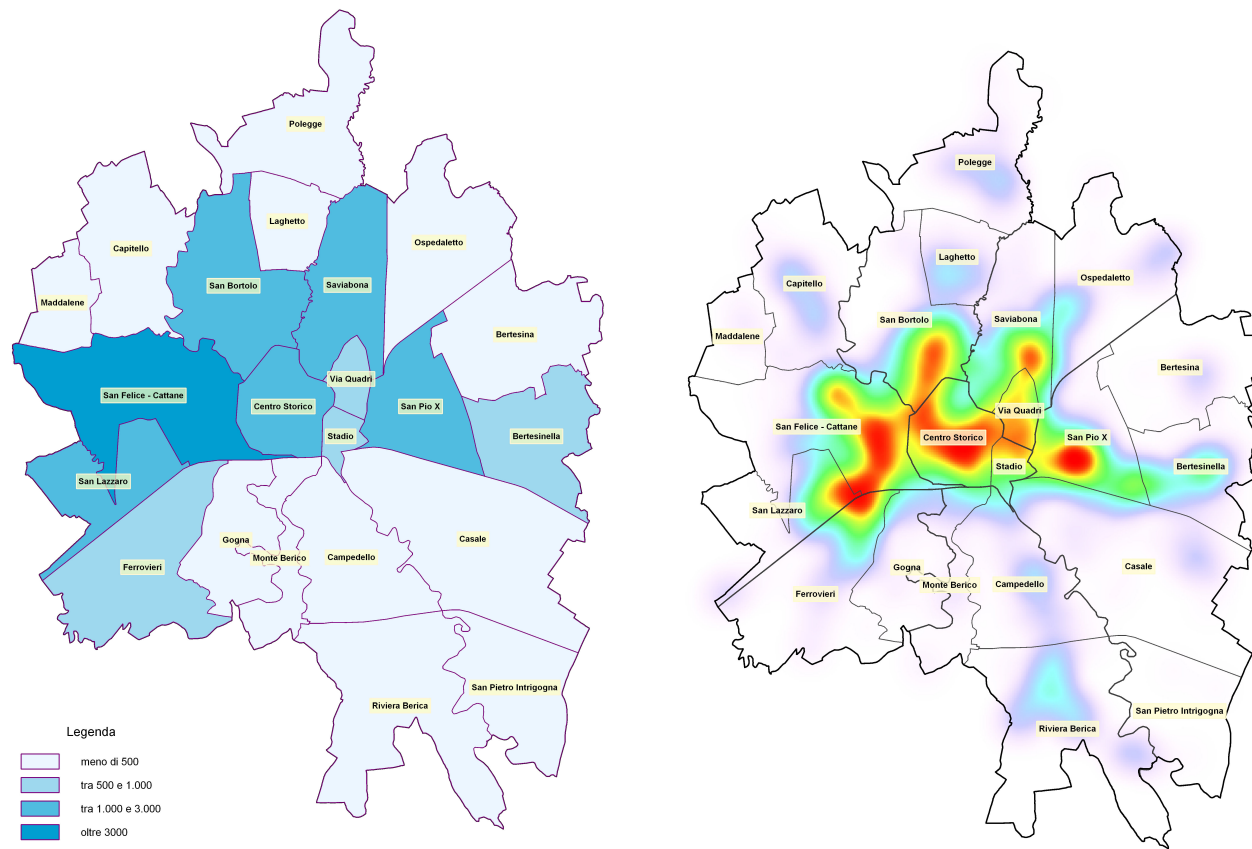 Polegge
Laghetto
Ospedaletto
Capitello
San Bortolo
Saviabona
Maddalene
Bertesina
Via Quadri
San Felice - Cattane
Centro Storico
San Pio X
Stadio
Bertesinella
San Lazzaro
Gogna
Casale
Monte Berico
Campedello
Ferrovieri
San Pietro Intrigogna
Riviera Berica
Legenda
meno di 500
tra 500 e 1.000
tra 1.000 e 3.000
oltre 3000
Polegge
Laghetto
Ospedaletto
Capitello
San Bortolo
Saviabona
Maddalene
Bertesina
Via Quadri
San Felice - Cattane
Centro Storico
San Pio X
Stadio
Bertesinella
San Lazzaro
Gogna
Casale
Monte Berico
Campedello
Ferrovieri
San Pietro Intrigogna
Riviera Berica